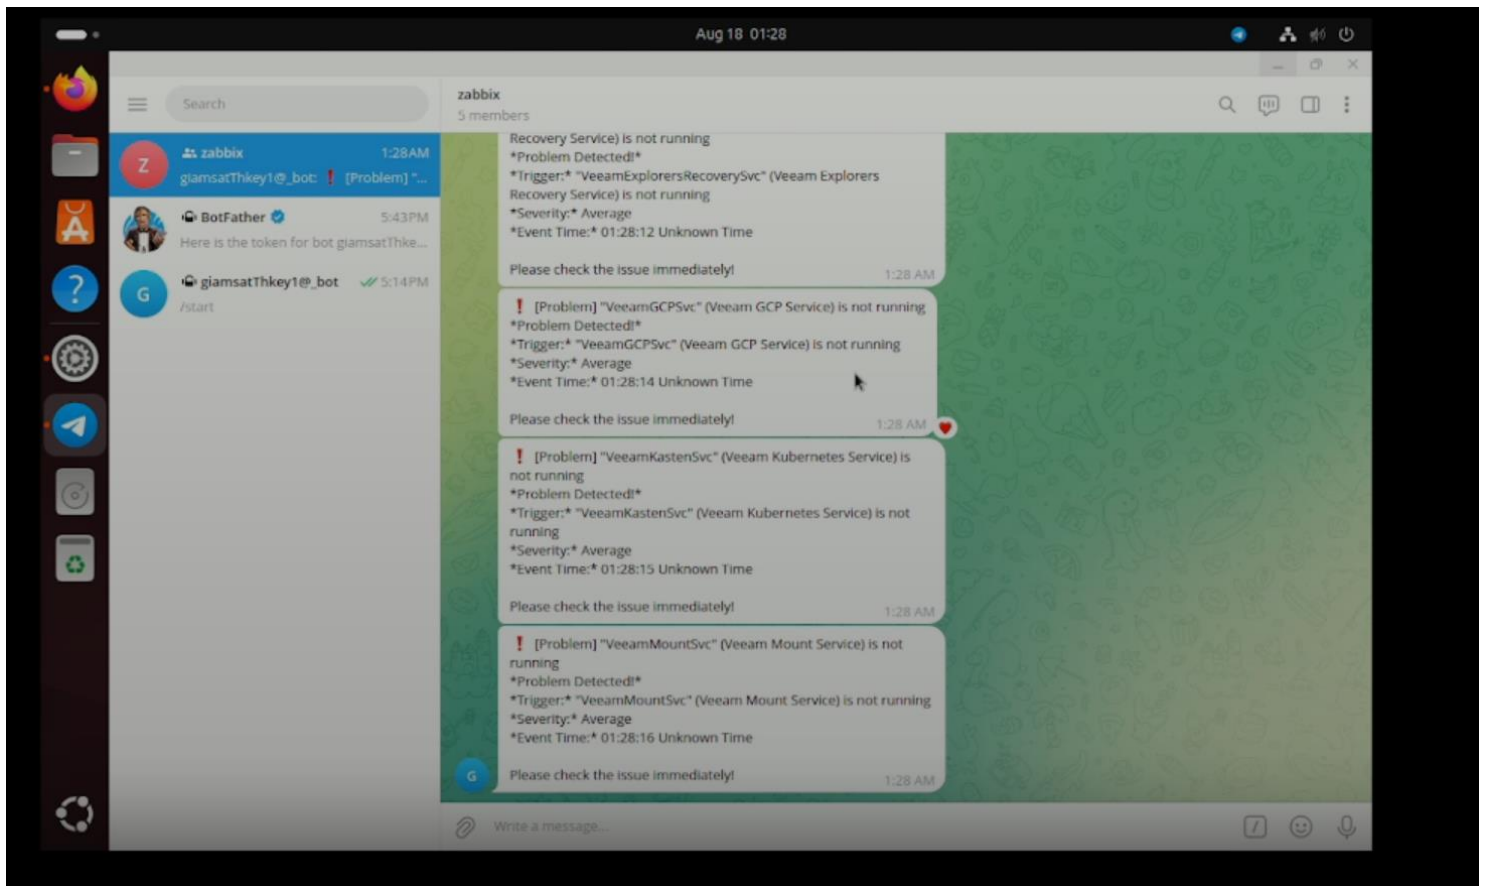 Aug 18 01:28
Search
zabbix
5 members
zabbix 1:28AM
giamsatThkey1@_bot: ❗ [Problem] "...
BotFather 5:43PM
Here is the token for bot giamsatThke...
giamsatThkey1@_bot 5:14PM
/start
Z
G
Recovery Service) is not running
*Problem Detected!*
*Trigger:* "VeeamExplorersRecoverySvc" (Veeam Explorers
Recovery Service) is not running
*Severity:* Average
*Event Time:* 01:28:12 Unknown Time
Please check the issue immediately!
1:28 AM
❗ [Problem] "VeeamGCPSvc" (Veeam GCP Service) is not running
*Problem Detected!*
*Trigger:* "VeeamGCPSvc" (Veeam GCP Service) is not running
*Severity:* Average
*Event Time:* 01:28:14 Unknown Time
Please check the issue immediately!
1:28 AM
❗ [Problem] "VeeamKastenSvc" (Veeam Kubernetes Service) is
not running
*Problem Detected!*
*Trigger:* "VeeamKastenSvc" (Veeam Kubernetes Service) is not
running
*Severity:* Average
*Event Time:* 01:28:15 Unknown Time
Please check the issue immediately!
1:28 AM
❗ [Problem] "VeeamMountSvc" (Veeam Mount Service) is not
running
*Problem Detected!*
*Trigger:* "VeeamMountSvc" (Veeam Mount Service) is not running
*Severity:* Average
*Event Time:* 01:28:16 Unknown Time
Please check the issue immediately!
1:28 AM
G
Write a message...